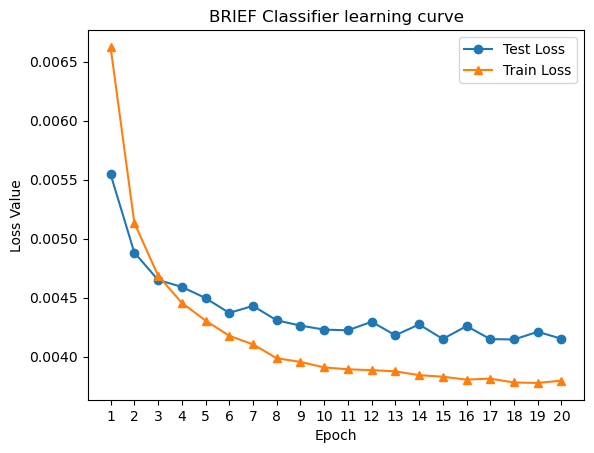 BRIEF Classifier learning curve
Test Loss
Train Loss
Loss Value
0.0065
0.0060
0.0055
0.0050
0.0045
0.0040
1 2 3 4 5 6 7 8 9 10 11 12 13 14 15 16 17 18 19 20
Epoch